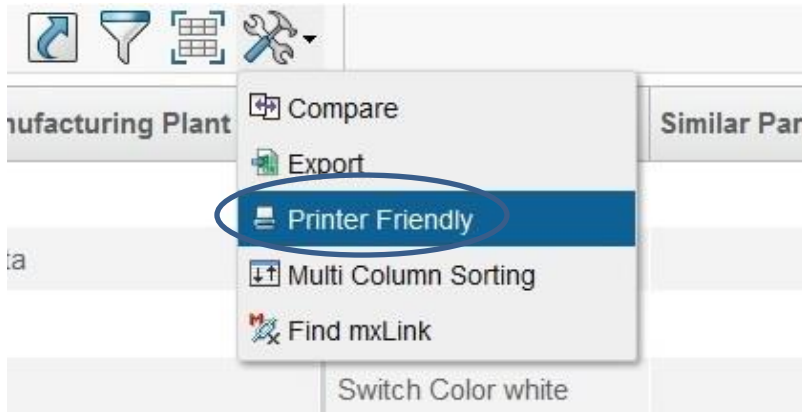 nufacturing Plant
Similar Par
Compare
Export
Printer Friendly
ta
Multi Column Sorting
Find mxLink
Switch Color white